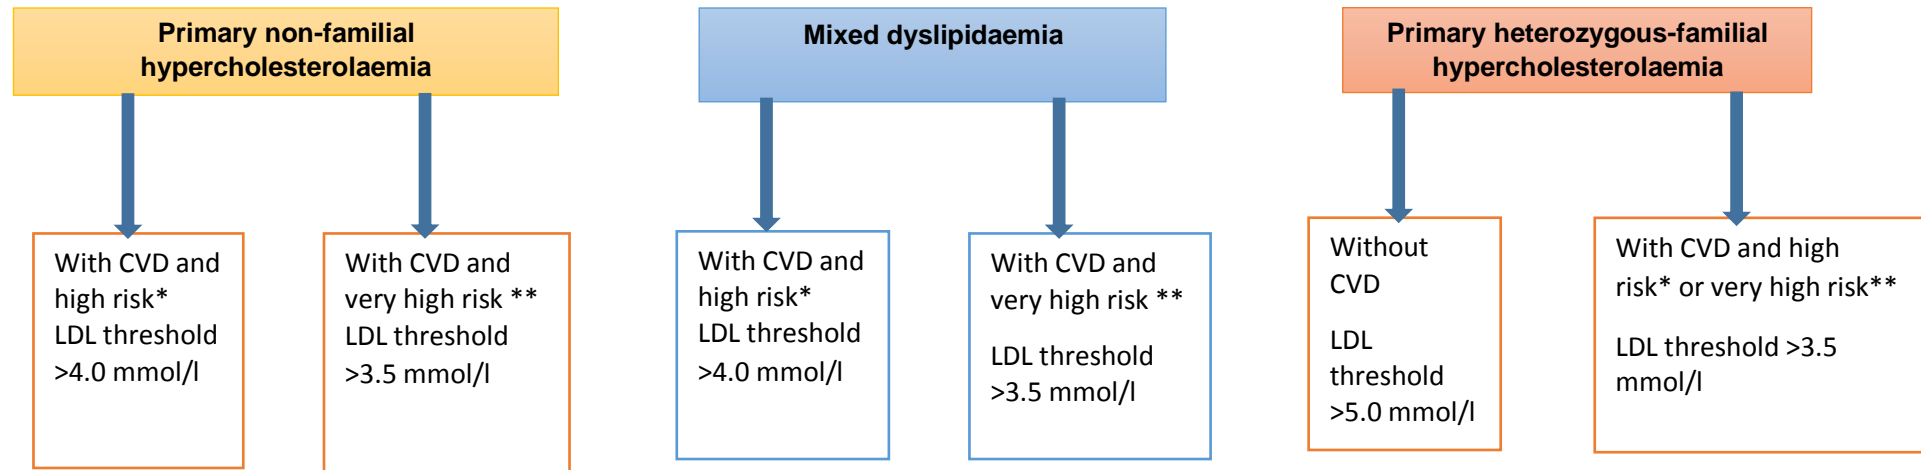 Primary non-familial
hypercholesterolaemia
With CVD and
high risk*
LDL threshold
>4.0 mmol/l
With CVD and
very high risk **
LDL threshold
>3.5 mmol/l
Mixed dyslipidaemia
With CVD and
high risk*
LDL threshold
>4.0 mmol/l
With CVD and
very high risk **
LDL threshold
>3.5 mmol/l
Primary heterozygous-familial
hypercholesterolaemia
Without
CVD
LDL
threshold
>5.0 mmol/l
With CVD and high
risk* or very high risk**
LDL threshold >3.5
mmol/l